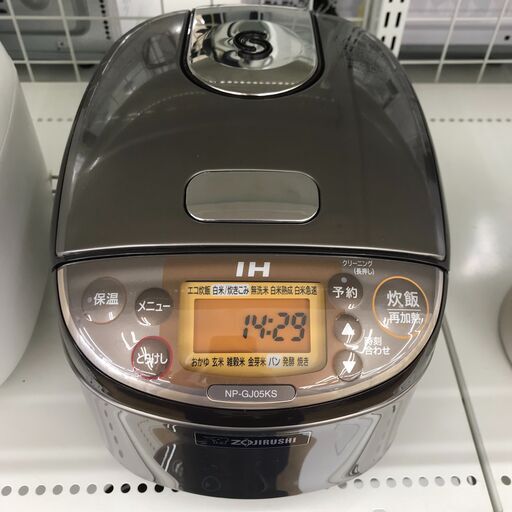 IH
クリーニング
(長押し)
保温
メニュー
とりけし
エコ炊飯 白米/炊きこみ 無洗米 白米熟成 白米急速
14:29
おかゆ 玄米 雑穀米 金芽米 パン 発酵 焼き
予約
時刻
合わせ
炊飯
再加熱
NP-GJ05KS
ZOJIRUSHI